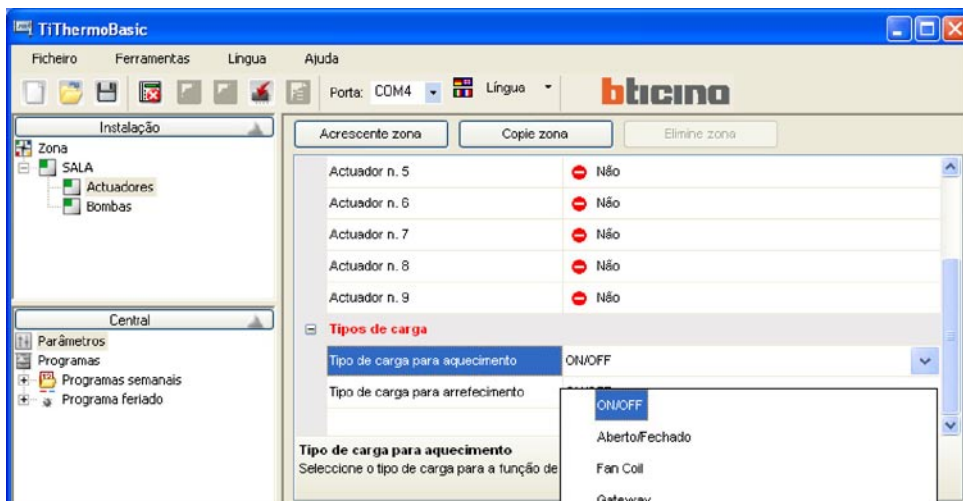 TiThermoBasic
Ficheiro Ferramentas Lingua Ajuda
Porta: COM4 Língua bticino
Instalação
Zona
SALA
Actuadores
Bombas
Acrescente zona Copie zona Elimine zona
Actuador n. 5 Não
Actuador n. 6 Não
Actuador n. 7 Não
Actuador n. 8 Não
Actuador n. 9 Não
Tipos de carga
Tipo de carga para aquecimento ON/OFF
Tipo de carga para arrefecimento
ON/OFF
Aberto/Fechado
Fan Coil
Gateway
Tipo de carga para aquecimento
Seleccione o tipo de carga para a função de
Central
Parâmetros
Programas
Programas semanais
Programa feriado